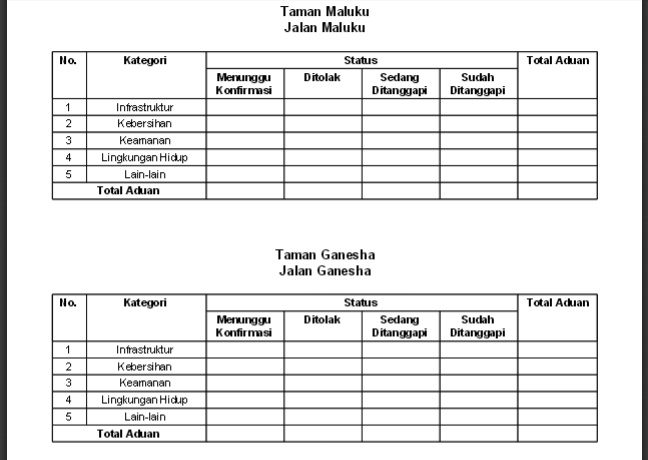 Taman Maluku
Jalan Maluku
No. Kategori Status Total Aduan
Menunggu Konfirmasi Ditolak Sedang Ditanggapi Sudah Ditanggapi
1 Infrastruktur
2 Kebersihan
3 Keamanan
4 Lingkungan Hidup
5 Lain-lain
Total Aduan
Taman Ganesha
Jalan Ganesha
No. Kategori Status Total Aduan
Menunggu Konfirmasi Ditolak Sedang Ditanggapi Sudah Ditanggapi
1 Infrastruktur
2 Kebersihan
3 Keamanan
4 Lingkungan Hidup
5 Lain-lain
Total Aduan